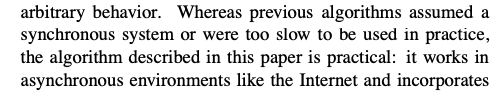 arbitrary behavior. Whereas previous algorithms assumed a
synchronous system or were too slow to be used in practice,
the algorithm described in this paper is practical: it works in
asynchronous environments like the Internet and incorporates